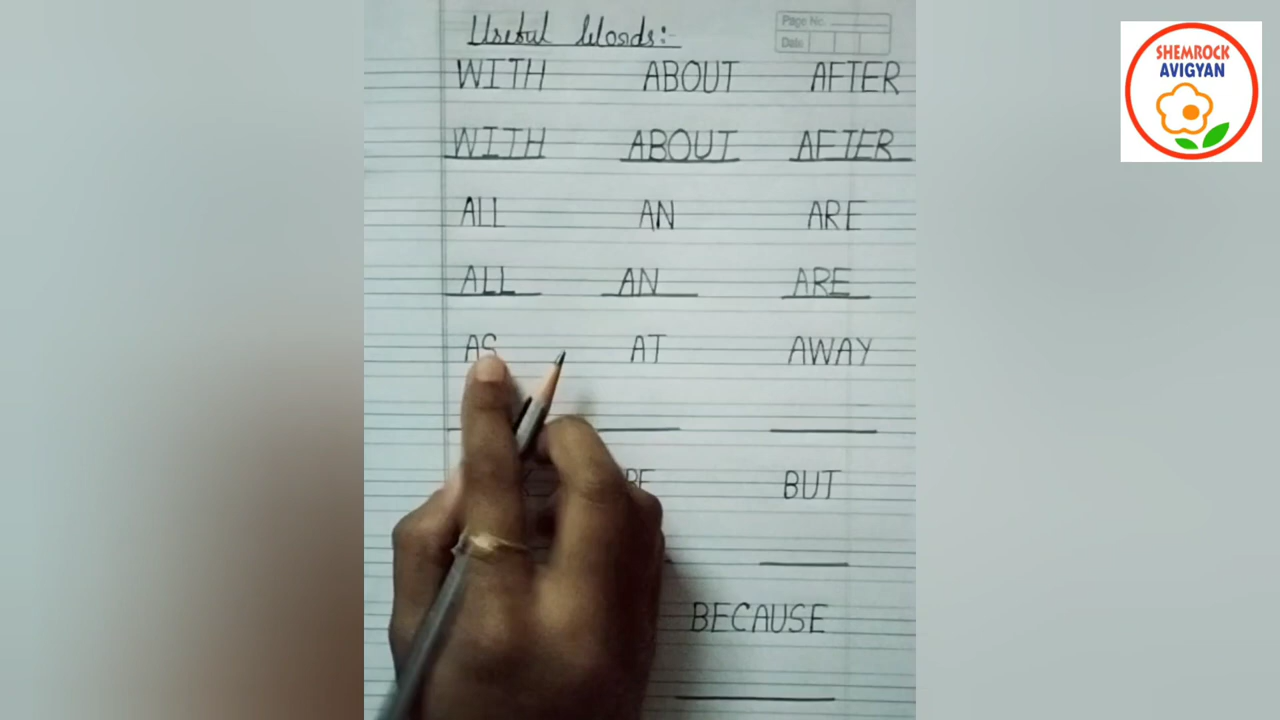 Useful Words:-
Page No.
Date
SHEMROCK
AVIGYAN
WITH ABOUT AFTER
WITH ABOUT AFTER
ALL AN ARE
ALL AN ARE
AS AT AWAY
BE BUT
BECAUSE